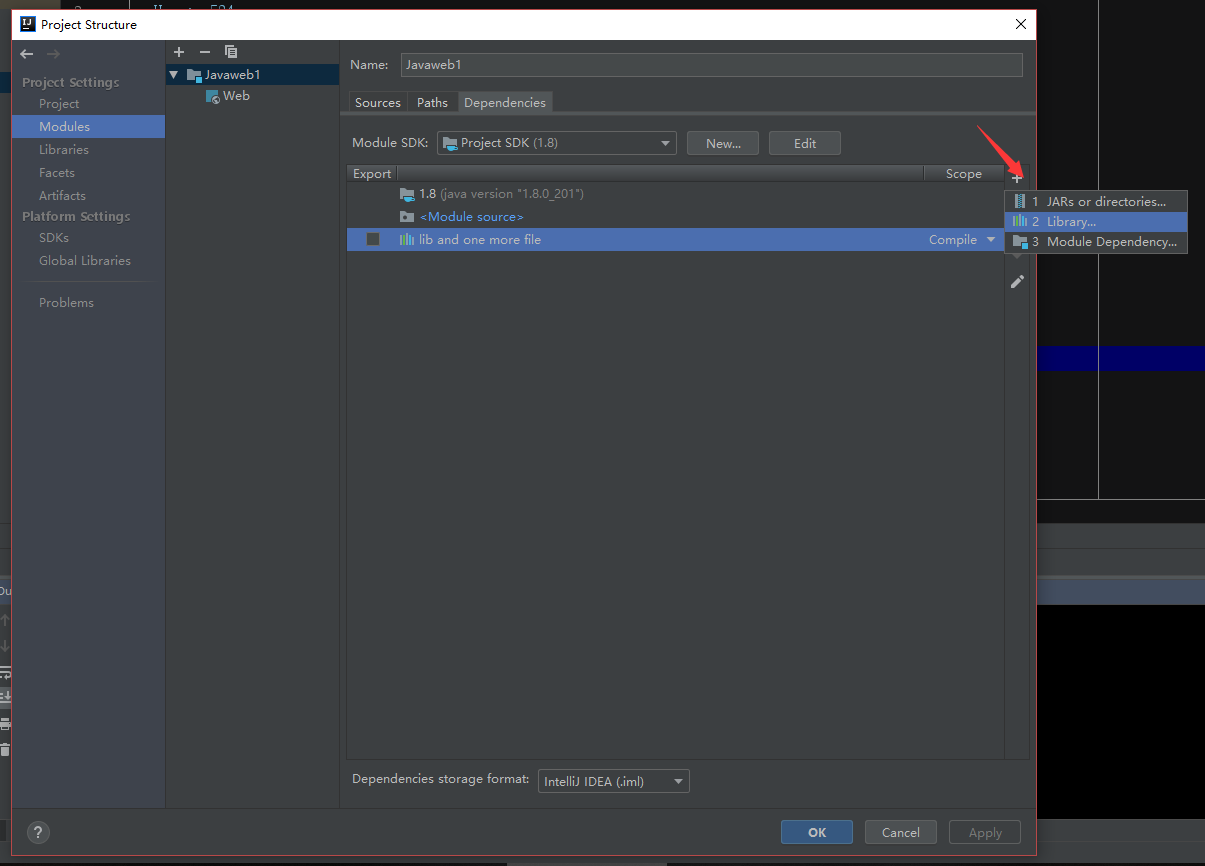 Project Structure
Project Settings
Project
Modules
Libraries
Facets
Artifacts
Platform Settings
SDKs
Global Libraries
Problems
Javaweb1
Web
Name: Javaweb1
Sources Paths Dependencies
Module SDK: Project SDK (1.8) New... Edit
Export Scope
1.8 (java version "1.8.0_201")
<Module source>
lib and one more file Compile
1 JARs or directories...
2 Library...
3 Module Dependency...
Dependencies storage format: IntelliJ IDEA (.iml)
? OK Cancel Apply